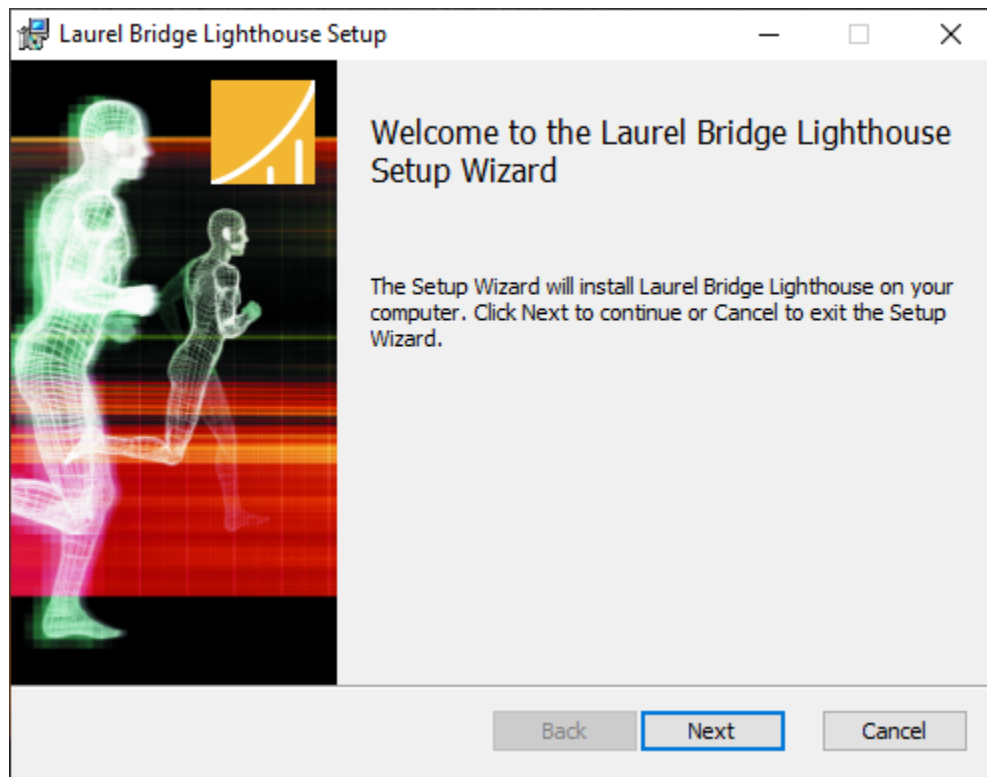 Laurel Bridge Lighthouse Setup
Welcome to the Laurel Bridge Lighthouse
Setup Wizard
The Setup Wizard will install Laurel Bridge Lighthouse on your
computer. Click Next to continue or Cancel to exit the Setup
Wizard.
Back
Next
Cancel